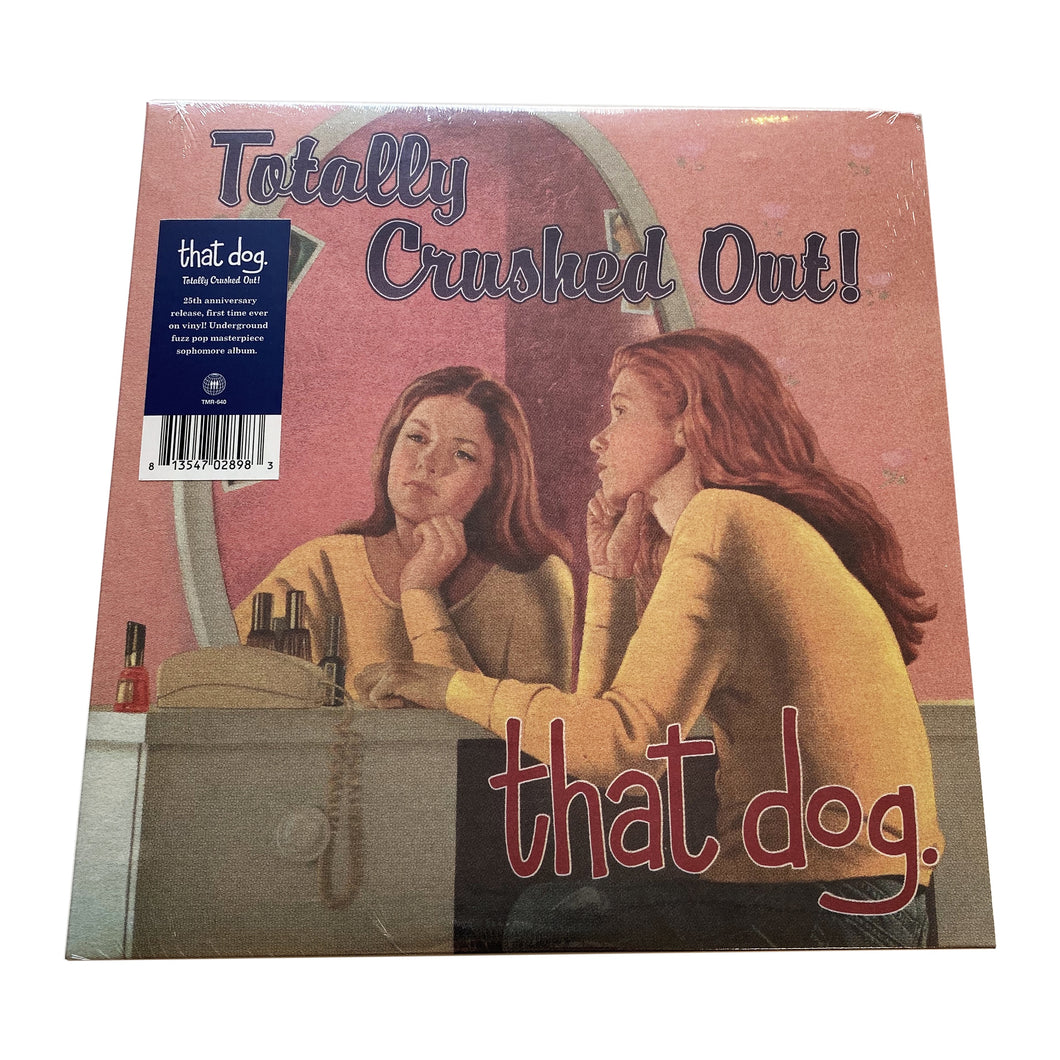 Totally
Crushed Out!
that dog.
Totally Crushed Out!
25th anniversary
release, first time ever
on vinyl! Underground
fuzz pop masterpiece
sophomore album.
TMR-640
8 13547 02898 3
that dog.